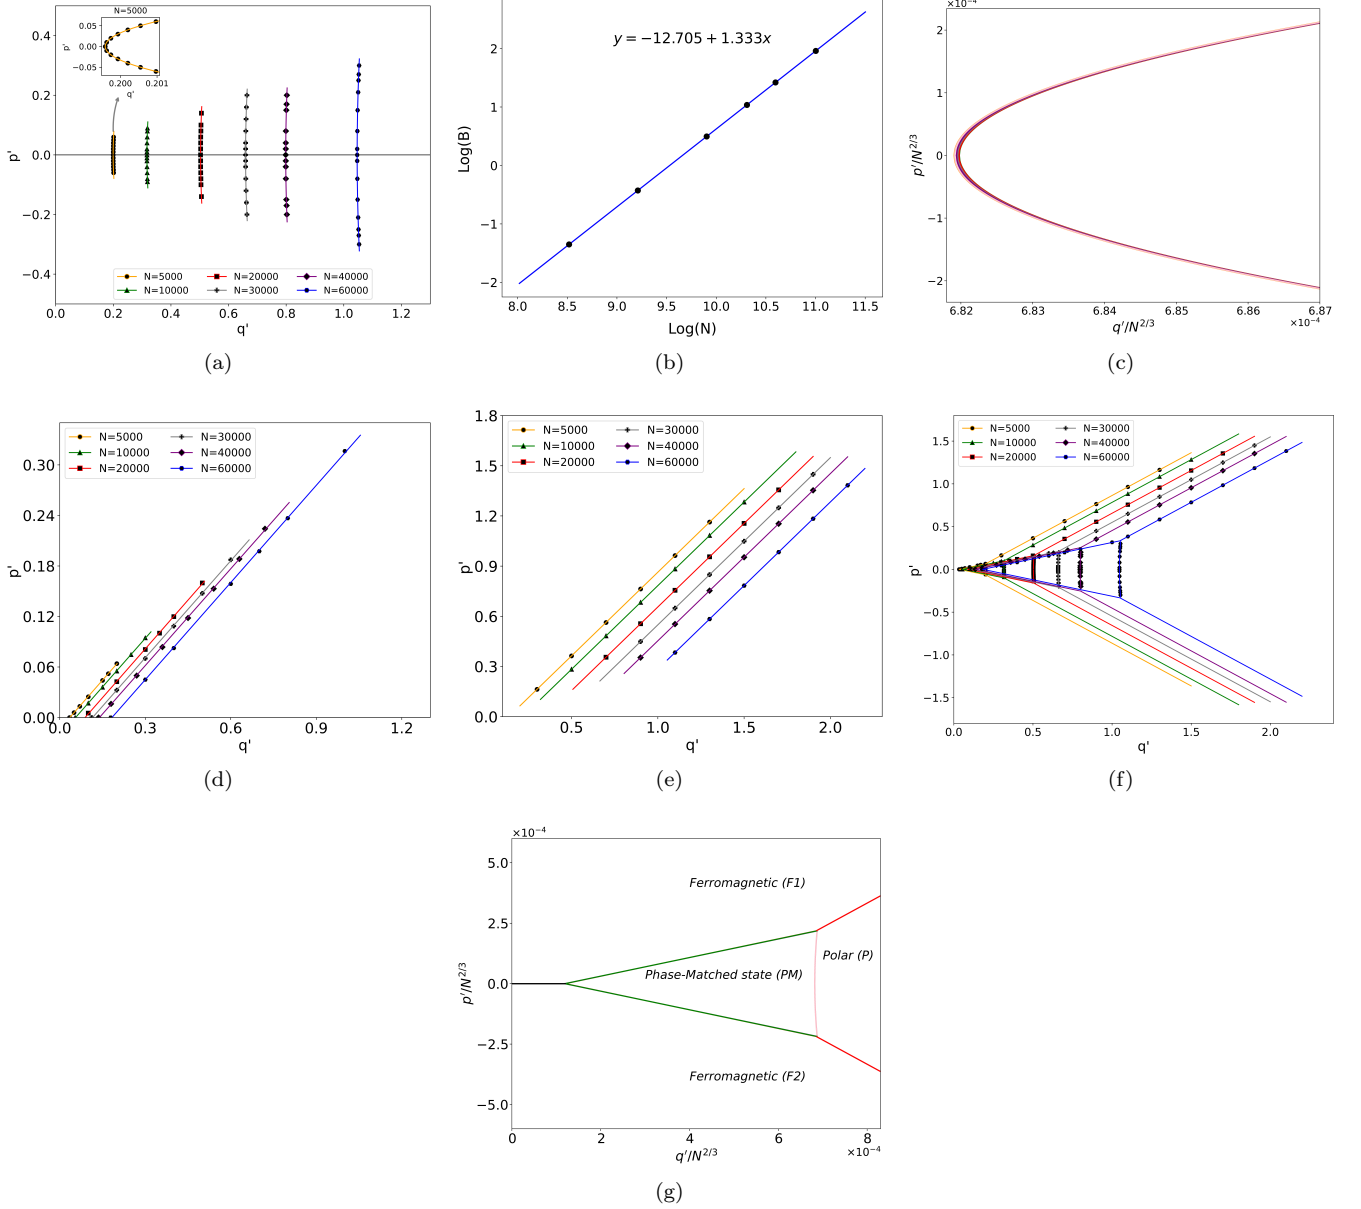 N=5000
0.05
0.00
−0.05
p'
0.200
0.201
q'
0.4
0.2
0.0
−0.2
−0.4
p'
N=5000
N=20000
N=40000
N=10000
N=30000
N=60000
0.0 0.2 0.4 0.6 0.8 1.0 1.2
q'
(a)
y = −12.705 + 1.333x
2
1
0
−1
−2
Log(B)
8.0 8.5 9.0 9.5 10.0 10.5 11.0 11.5
Log(N)
(b)
×10⁻⁴
2
1
0
−1
−2
p'/N^{2/3}
6.82 6.83 6.84 6.85 6.86 6.87
q'/N^{2/3}
×10⁻⁴
(c)
N=5000 N=30000
N=10000 N=40000
N=20000 N=60000
0.30
0.24
0.18
0.12
0.06
0.00
p'
0.0 0.3 0.6 0.9 1.2
q'
(d)
N=5000 N=30000
N=10000 N=40000
N=20000 N=60000
1.8
1.5
1.2
0.9
0.6
0.3
0.0
p'
0.5 1.0 1.5 2.0
q'
(e)
N=5000 N=30000
N=10000 N=40000
N=20000 N=60000
1.5
1.0
0.5
0.0
−0.5
−1.0
−1.5
p'
0.0 0.5 1.0 1.5 2.0
q'
(f)
×10⁻⁴
5.0
2.5
0.0
−2.5
−5.0
p'/N^{2/3}
Ferromagnetic (F1)
Polar (P)
Phase-Matched state (PM)
Ferromagnetic (F2)
0 2 4 6 8
q'/N^{2/3}
×10⁻⁴
(g)